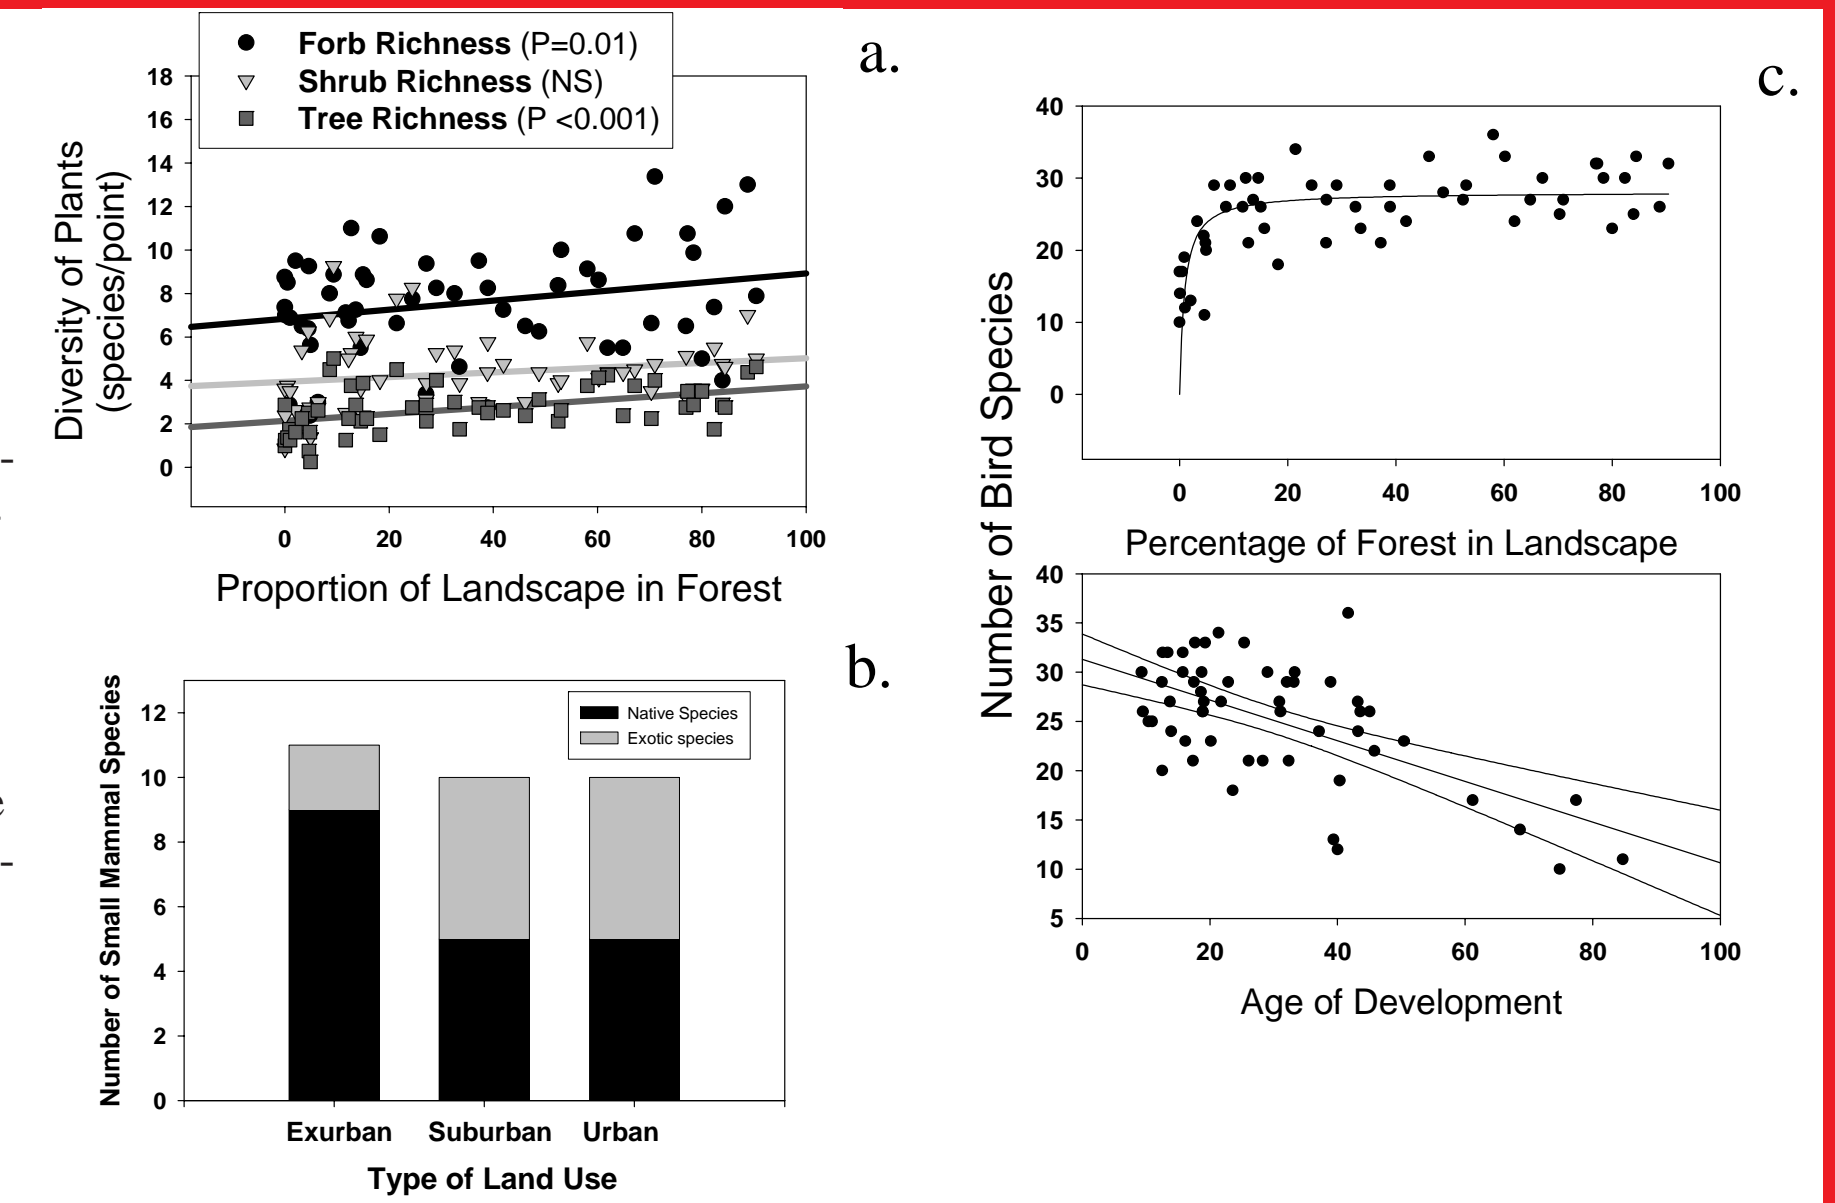 Forb Richness (P=0.01)
Shrub Richness (NS)
Tree Richness (P <0.001)
a.
18
16
14
12
10
8
6
4
2
0
Diversity of Plants
(species/point)
0 20 40 60 80 100
Proportion of Landscape in Forest
b.
Native Species
Exotic species
12
10
8
6
4
2
0
Number of Small Mammal Species
Exurban Suburban Urban
Type of Land Use
c.
40
30
20
10
0
Number of Bird Species
0 20 40 60 80 100
Percentage of Forest in Landscape
40
35
30
25
20
15
10
5
0 20 40 60 80 100
Age of Development